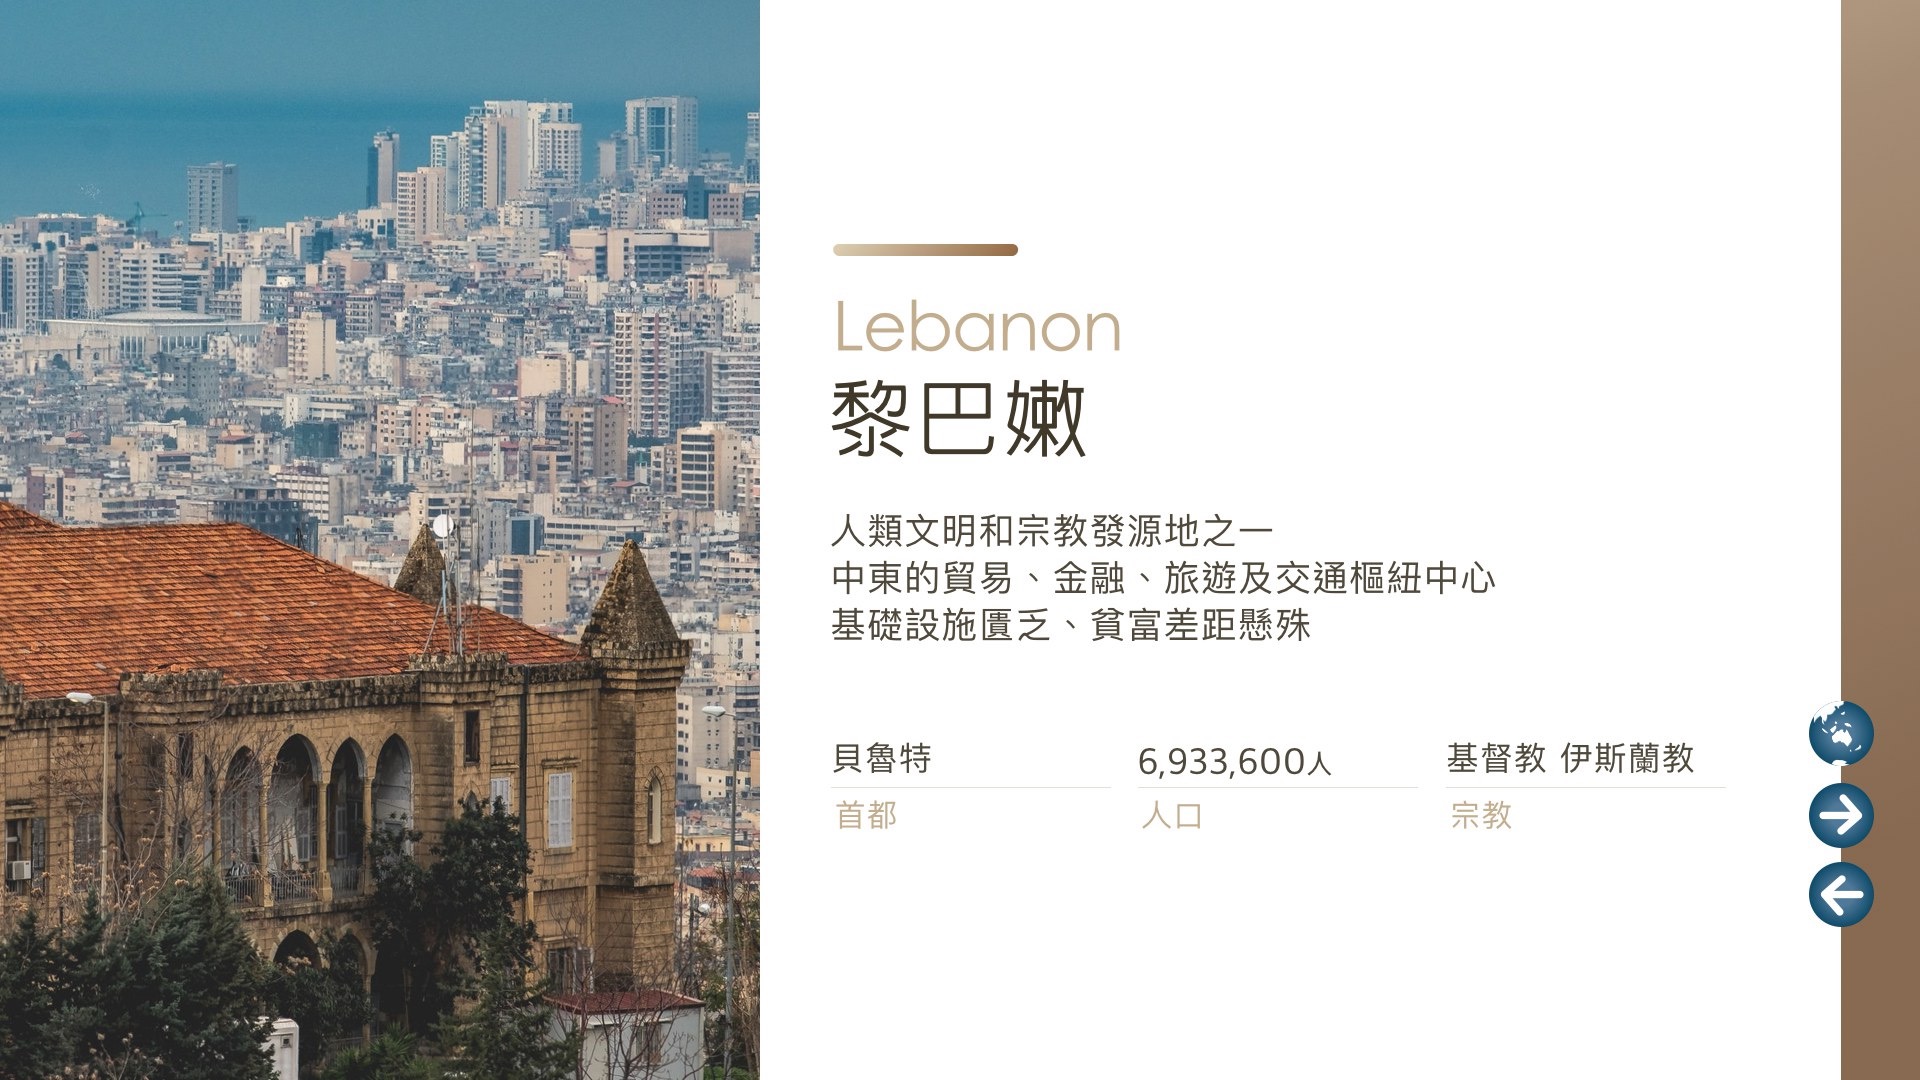 Lebanon
黎巴嫩
人類文明和宗教發源地之一
中東的貿易、金融、旅遊及交通樞紐中心
基礎設施匱乏、貧富差距懸殊
貝魯特
首都
6,933,600人
人口
基督教 伊斯蘭教
宗教